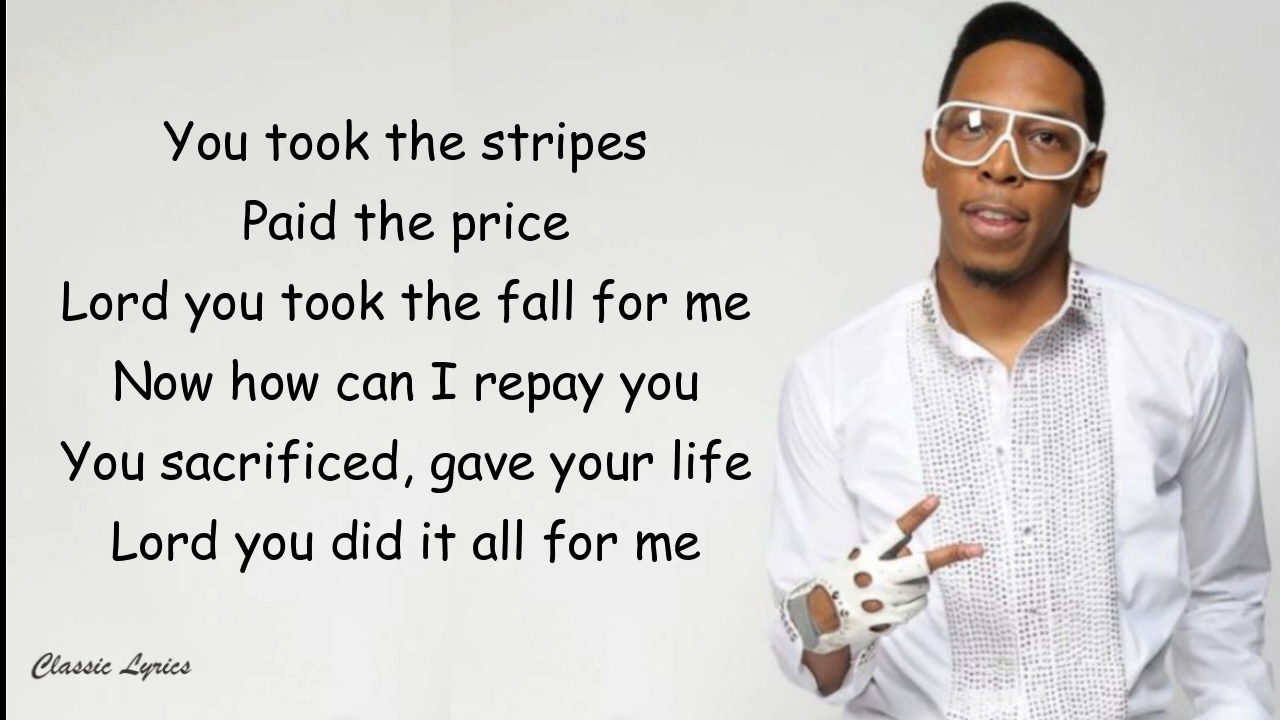 You took the stripes
Paid the price
Lord you took the fall for me
Now how can I repay you
You sacrificed, gave your life
Lord you did it all for me
Classic Lyrics